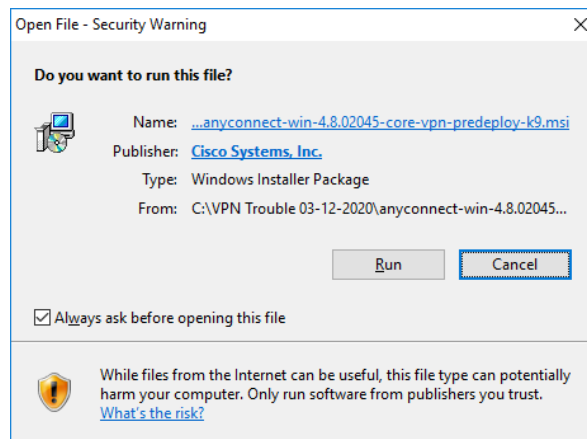 Open File - Security Warning
Do you want to run this file?
Name: ...anyconnect-win-4.8.02045-core-vpn-predeploy-k9.msi
Publisher: Cisco Systems, Inc.
Type: Windows Installer Package
From: C:\VPN Trouble 03-12-2020\anyconnect-win-4.8.02045...
Run Cancel
Always ask before opening this file
While files from the Internet can be useful, this file type can potentially
harm your computer. Only run software from publishers you trust.
What's the risk?